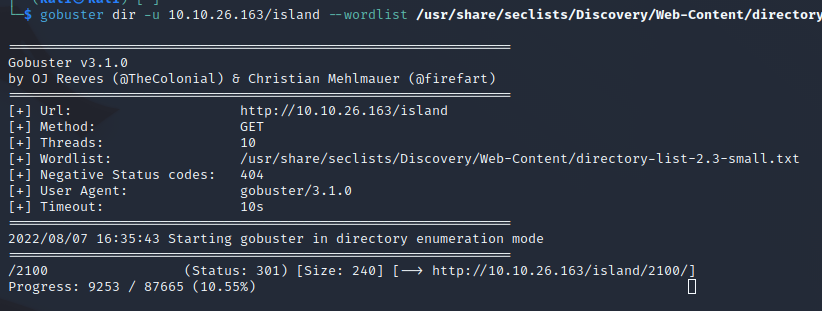 (kali㉿kali)-[~]
└─$ gobuster dir -u 10.10.26.163/island --wordlist /usr/share/seclists/Discovery/Web-Content/directory
===============================================================
Gobuster v3.1.0
by OJ Reeves (@TheColonial) & Christian Mehlmauer (@firefart)
===============================================================
[+] Url:                     http://10.10.26.163/island
[+] Method:                  GET
[+] Threads:                 10
[+] Wordlist:                /usr/share/seclists/Discovery/Web-Content/directory-list-2.3-small.txt
[+] Negative Status codes:   404
[+] User Agent:              gobuster/3.1.0
[+] Timeout:                 10s
===============================================================
2022/08/07 16:35:43 Starting gobuster in directory enumeration mode
===============================================================
/2100                 (Status: 301) [Size: 240] [--> http://10.10.26.163/island/2100/]
Progress: 9253 / 87665 (10.55%)